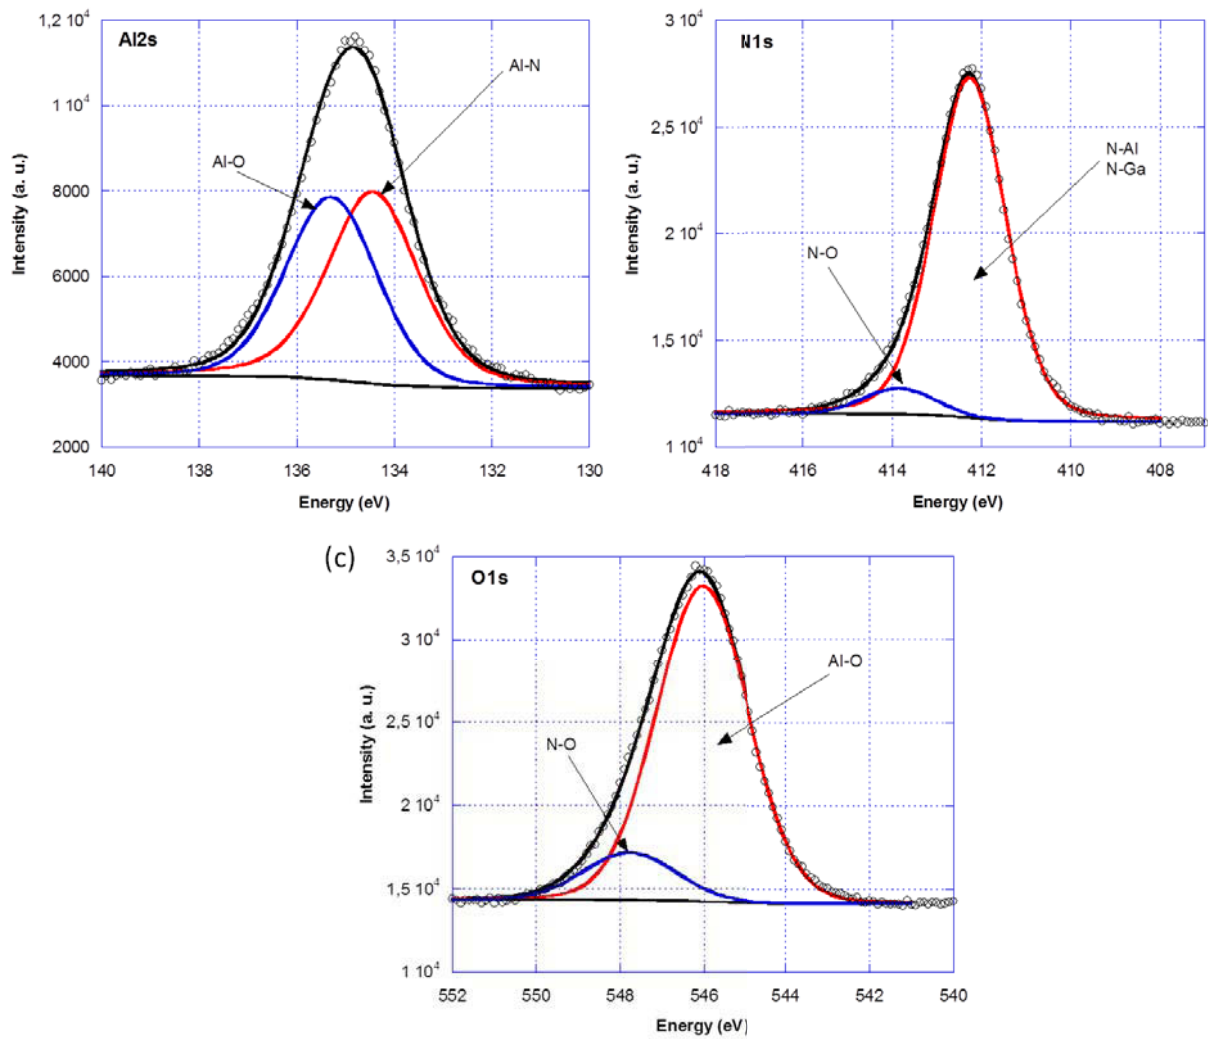 Al2s
1,2 10⁴
1 10⁴
8000
6000
4000
2000
Intensity (a. u.)
Al-O
Al-N
140 138 136 134 132 130
Energy (eV)
N1s
3 10⁴
2,5 10⁴
2 10⁴
1,5 10⁴
1 10⁴
Intensity (a. u.)
N-O
N-Al
N-Ga
418 416 414 412 410 408
Energy (eV)
(c)
O1s
3,5 10⁴
3 10⁴
2,5 10⁴
2 10⁴
1,5 10⁴
1 10⁴
Intensity (a. u.)
N-O
Al-O
552 550 548 546 544 542 540
Energy (eV)